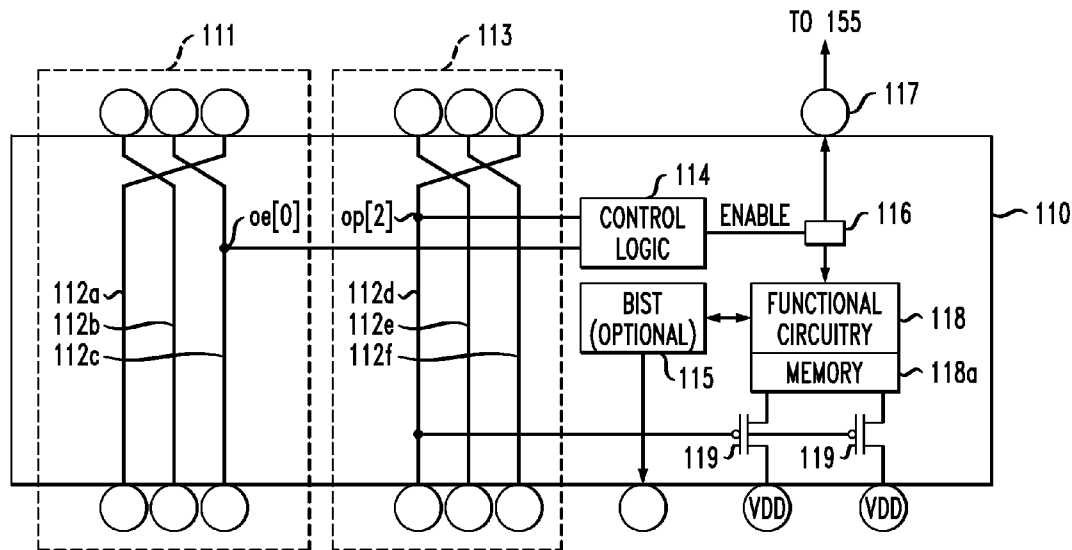 111
113
TO 155
117
oe[0]
op[2]
114
CONTROL
LOGIC
ENABLE
116
110
112a
112b
112c
112d
112e
112f
BIST
(OPTIONAL)
115
FUNCTIONAL
CIRCUITRY
118
MEMORY
118a
119
119
VDD
VDD